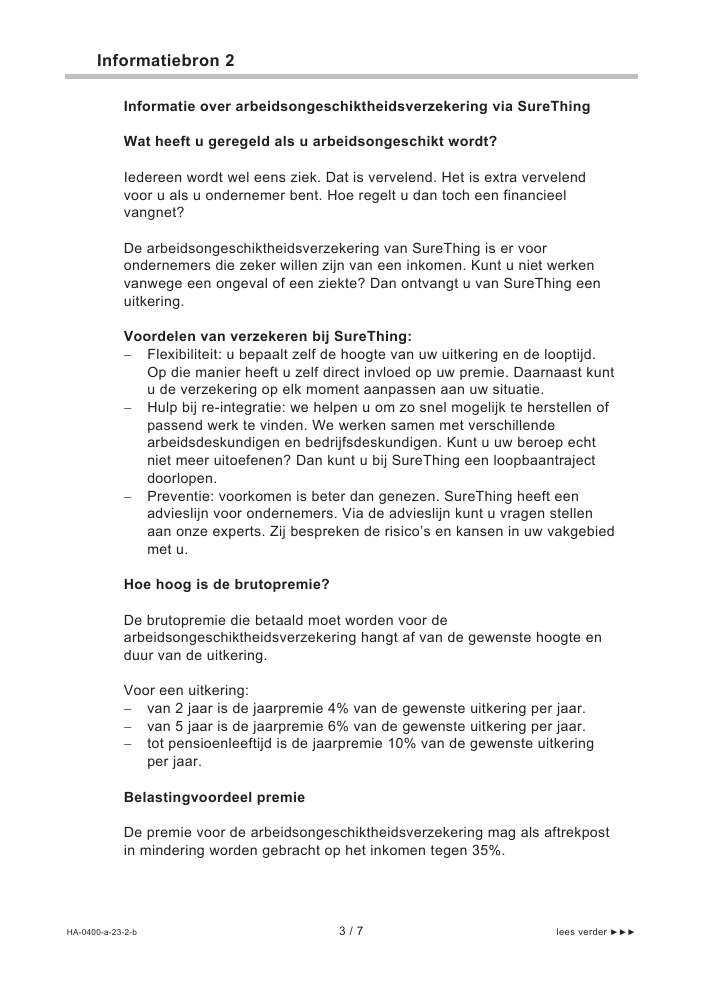 Informatiebron 2
Informatie over arbeidsongeschiktheidsverzekering via SureThing
Wat heeft u geregeld als u arbeidsongeschikt wordt?
Iedereen wordt wel eens ziek. Dat is vervelend. Het is extra vervelend
voor u als u ondernemer bent. Hoe regelt u dan toch een financieel
vangnet?
De arbeidsongeschiktheidsverzekering van SureThing is er voor
ondernemers die zeker willen zijn van een inkomen. Kunt u niet werken
vanwege een ongeval of een ziekte? Dan ontvangt u van SureThing een
uitkering.
Voordelen van verzekeren bij SureThing:
− Flexibiliteit: u bepaalt zelf de hoogte van uw uitkering en de looptijd.
Op die manier heeft u zelf direct invloed op uw premie. Daarnaast kunt
u de verzekering op elk moment aanpassen aan uw situatie.
− Hulp bij re-integratie: we helpen u om zo snel mogelijk te herstellen of
passend werk te vinden. We werken samen met verschillende
arbeidsdeskundigen en bedrijfsdeskundigen. Kunt u uw beroep echt
niet meer uitoefenen? Dan kunt u bij SureThing een loopbaantraject
doorlopen.
− Preventie: voorkomen is beter dan genezen. SureThing heeft een
advieslijn voor ondernemers. Via de advieslijn kunt u vragen stellen
aan onze experts. Zij bespreken de risico’s en kansen in uw vakgebied
met u.
Hoe hoog is de brutopremie?
De brutopremie die betaald moet worden voor de
arbeidsongeschiktheidsverzekering hangt af van de gewenste hoogte en
duur van de uitkering.
Voor een uitkering:
− van 2 jaar is de jaarpremie 4% van de gewenste uitkering per jaar.
− van 5 jaar is de jaarpremie 6% van de gewenste uitkering per jaar.
− tot pensioenleeftijd is de jaarpremie 10% van de gewenste uitkering
per jaar.
Belastingvoordeel premie
De premie voor de arbeidsongeschiktheidsverzekering mag als aftrekpost
in mindering worden gebracht op het inkomen tegen 35%.
HA-0400-a-23-2-b 3 / 7 lees verder ►►►